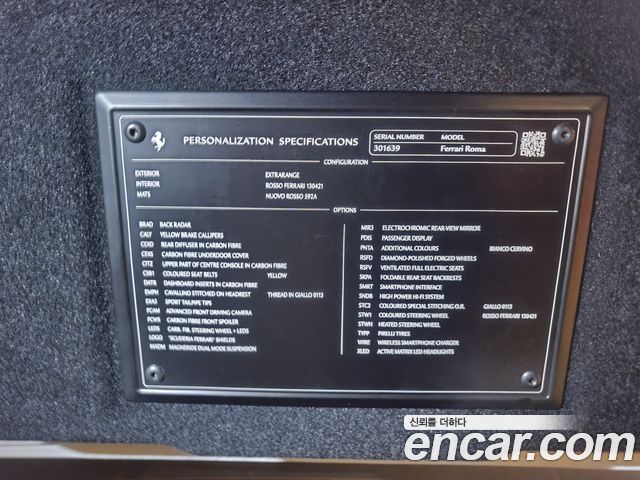 PERSONALIZATION SPECIFICATIONS
SERIAL NUMBER MODEL
301639 Ferrari Roma
CONFIGURATION
EXTERIOR EXTRARANGE
INTERIOR ROSSO FERRARI 130421
MATS NUOVO ROSSO 592A
OPTIONS
BRAD BACK RADAR
CALY YELLOW BRAKE CALLIPERS
CEXD REAR DIFFUSER IN CARBON FIBRE
CEXS CARBON FIBRE UNDERDOOR COVER
CITZ UPPER PART OF CENTRE CONSOLE IN CARBON FIBRE
CSB1 COLOURED SEAT BELTS YELLOW
DATR DASHBOARD INSERTS IN CARBON FIBRE
EMPH CAVALLINO STITCHED ON HEADREST THREAD IN GIALLO 0113
EXA3 SPORT TAILPIPE TIPS
FCAM ADVANCED FRONT DRIVING CAMERA
FCWS CARBON FIBRE FRONT SPOILER
LEDS CARB. FIB. STEERING WHEEL + LEDS
LOGO "SCUDERIA FERRARI" SHIELDS
MADM MAGNERIDE DUAL MODE SUSPENSION
MIR3 ELECTROCHROMIC REAR-VIEW MIRROR
PDIS PASSENGER DISPLAY
PNTA ADDITIONAL COLOURS BIANCO CERVINO
RSFD DIAMOND-POLISHED FORGED WHEELS
RSFV VENTILATED FULL ELECTRIC SEATS
SKPA FOLDABLE REAR SEAT BACKRESTS
SMRT SMARTPHONE INTERFACE
SNDB HIGH POWER HI-FI SYSTEM
STC2 COLOURED SPECIAL STITCHING O.R. GIALLO 0113
STW1 COLOURED STEERING WHEEL ROSSO FERRARI 130421
STWH HEATED STEERING WHEEL
TYPP PIRELLI TYRES
WIRE WIRELESS SMARTPHONE CHARGER
XLED ACTIVE MATRIX LED HEADLIGHTS
신뢰를 더하다
encar.com